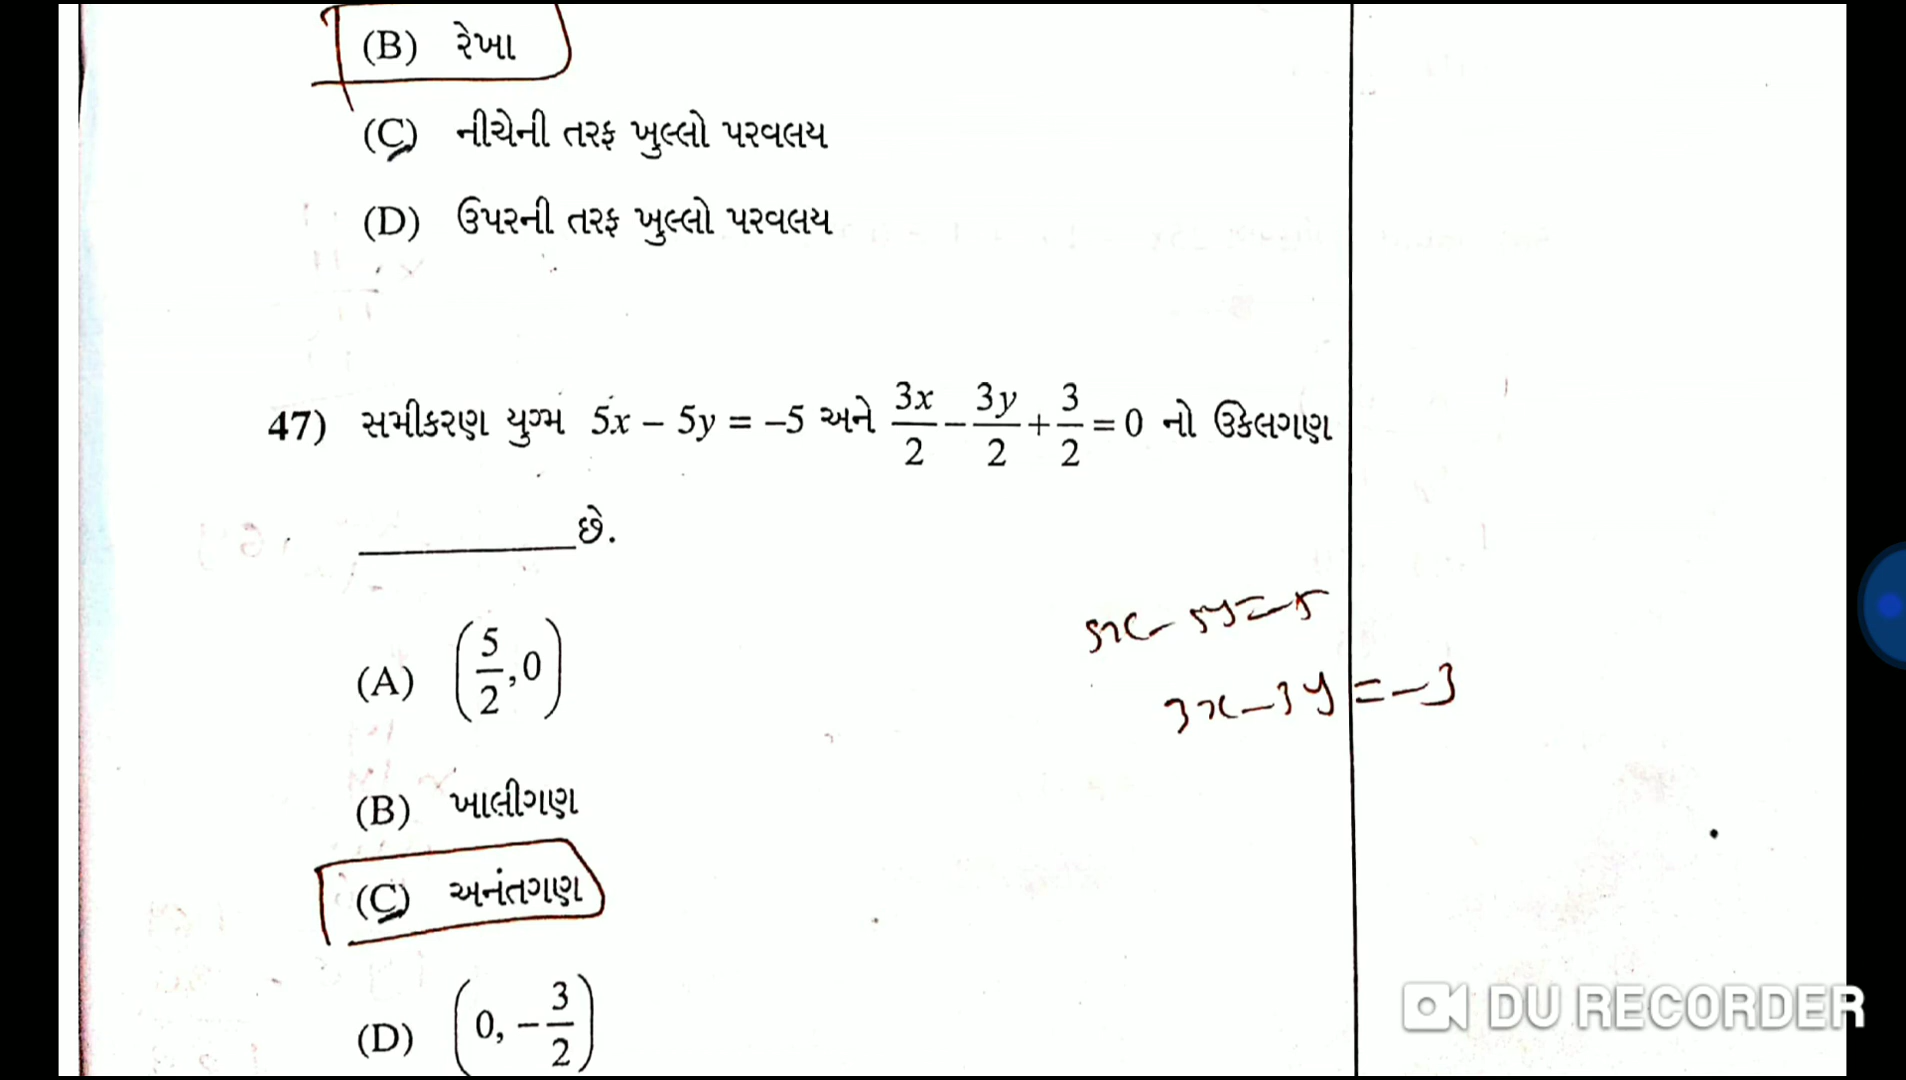 (B) રેખા
(C) નીચેની તરફ ખુલ્લો પરવલય
(D) ઉપરની તરફ ખુલ્લો પરવલય
47) સમીકરણ યુગ્મ 5x – 5y = –5 અને 3x/2 – 3y/2 + 3/2 = 0 નો ઉકેલગણ
__________ છે.
5x – 5y = –5
(A) (5/2, 0)
3x – 3y = –3
(B) ખાલીગણ
(C) અનંતગણ
(D) (0, –3/2)
DU RECORDER